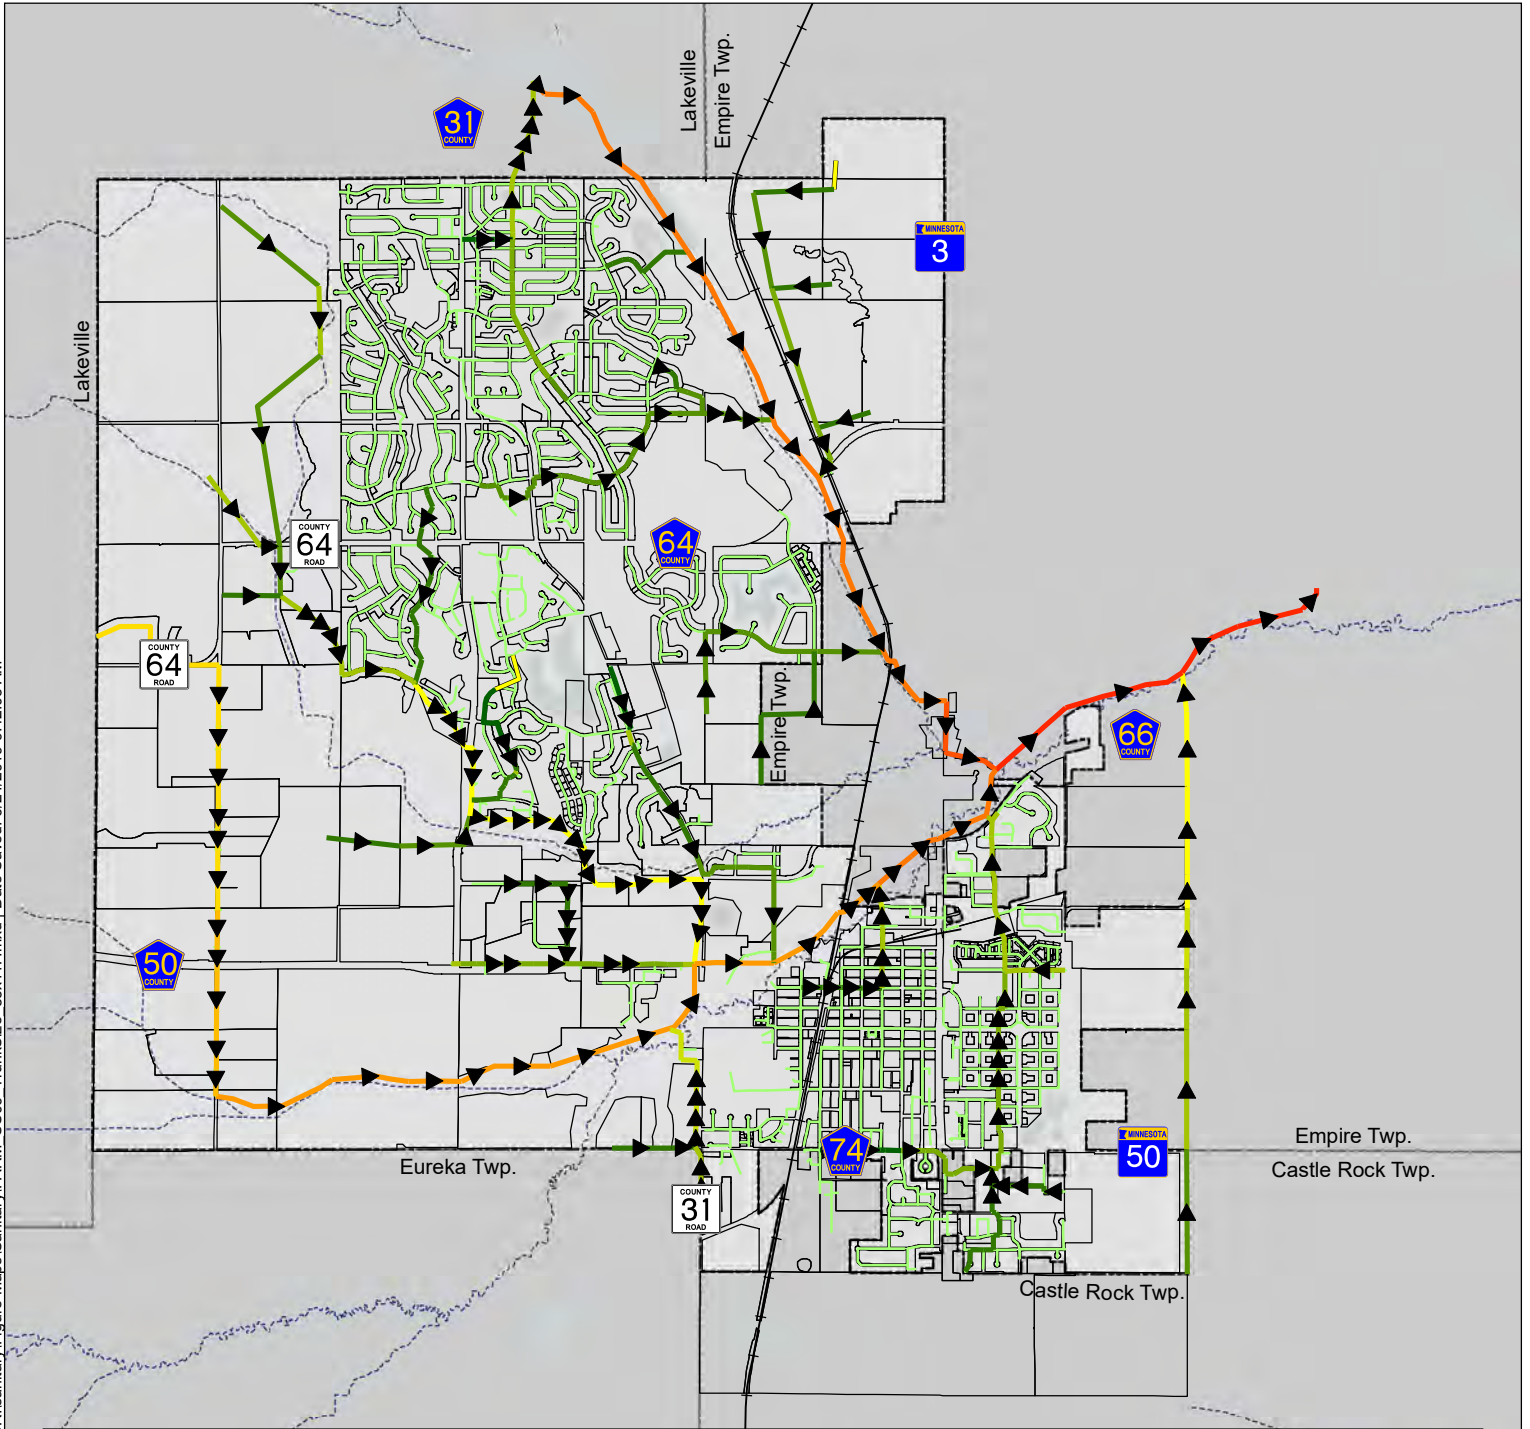 Lakeville
Empire Twp.
31
COUNTY
MINNESOTA
3
Lakeville
COUNTY
64
ROAD
64
COUNTY
COUNTY
64
ROAD
Empire Twp.
66
COUNTY
50
COUNTY
74
COUNTY
MINNESOTA
50
Empire Twp.
Castle Rock Twp.
Eureka Twp.
COUNTY
31
ROAD
Castle Rock Twp.